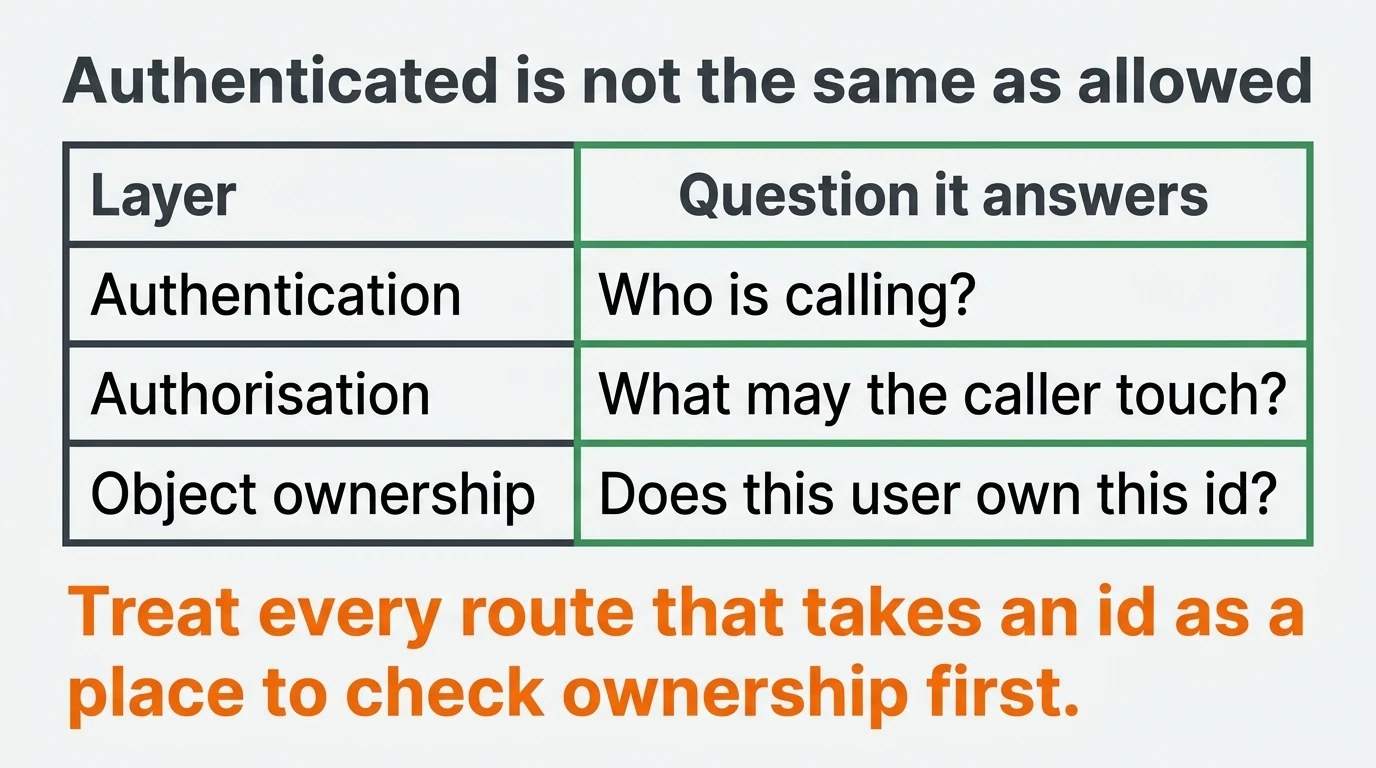 Authenticated is not the same as allowed
Layer
Question it answers
Authentication
Who is calling?
Authorisation
What may the caller touch?
Object ownership
Does this user own this id?
Treat every route that takes an id as a
place to check ownership first.